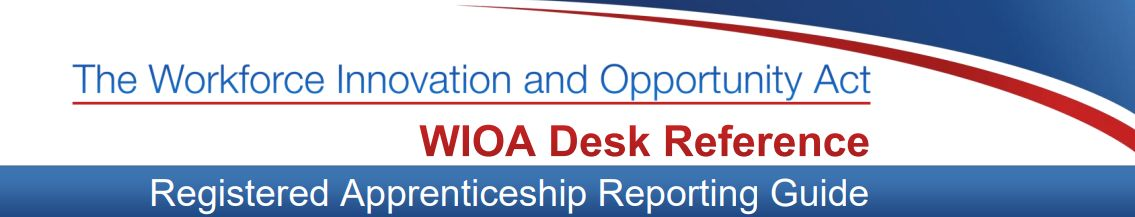 The Workforce Innovation and Opportunity Act
WIOA Desk Reference
Registered Apprenticeship Reporting Guide